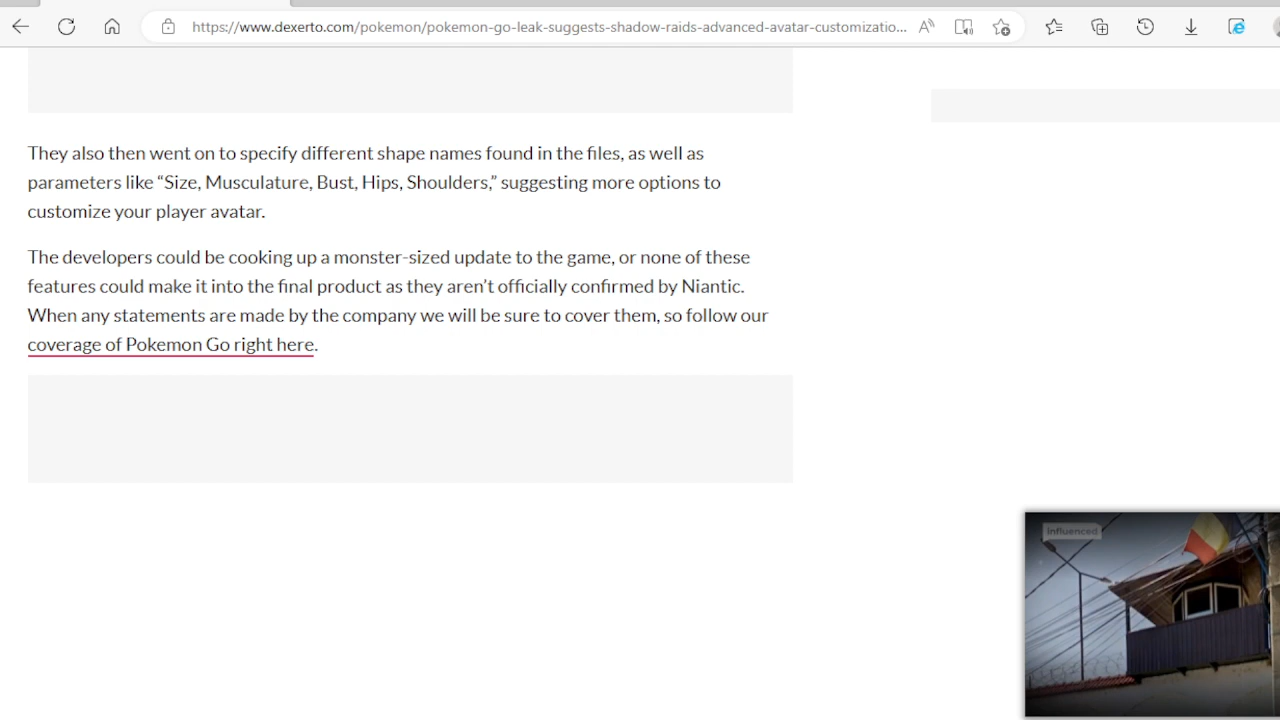 https://www.dexerto.com/pokemon/pokemon-go-leak-suggests-shadow-raids-advanced-avatar-customizatio...
They also then went on to specify different shape names found in the files, as well as
parameters like “Size, Musculature, Bust, Hips, Shoulders,” suggesting more options to
customize your player avatar.
The developers could be cooking up a monster-sized update to the game, or none of these
features could make it into the final product as they aren’t officially confirmed by Niantic.
When any statements are made by the company we will be sure to cover them, so follow our
coverage of Pokemon Go right here.
influenced